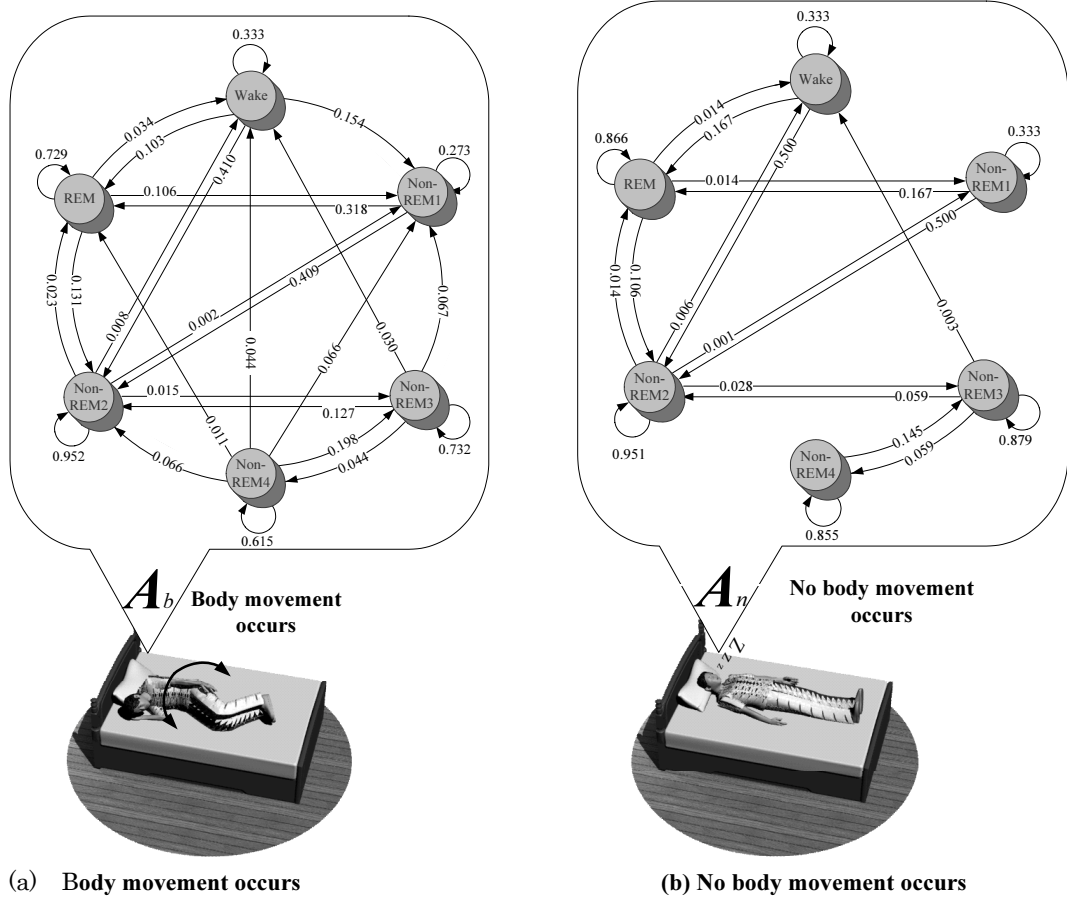 0.333
Wake
0.034
0.103
0.154
0.410
0.729
REM
0.273
Non-
REM1
0.106
0.318
0.023
0.131
0.409
0.002
0.008
0.044
0.066
0.030
0.067
Non-
REM2
0.015
0.127
Non-
REM3
0.952
0.732
0.011
0.066
0.198
0.044
Non-
REM4
0.615
A b
Body movement
occurs
(a) Body movement occurs
0.333
Wake
0.014
0.167
0.500
0.866
REM
0.333
Non-
REM1
0.014
0.167
0.500
0.014
0.106
0.006
0.001
0.003
Non-
REM2
0.028
0.059
Non-
REM3
0.951
0.879
0.145
0.059
Non-
REM4
0.855
A n
No body movement
occurs
z z Z
(b) No body movement occurs